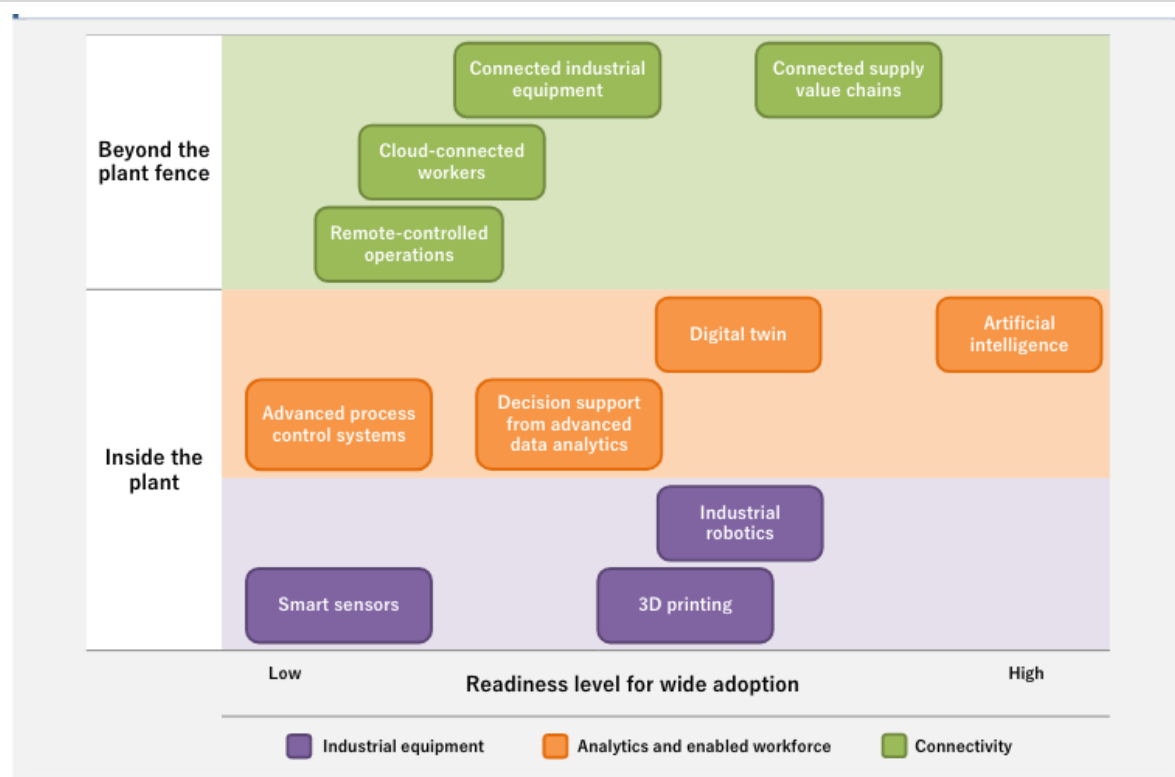 Connected industrial
equipment
Connected supply
value chains
Beyond the
plant fence
Cloud-connected
workers
Remote-controlled
operations
Digital twin
Artificial
intelligence
Advanced process
control systems
Decision support
from advanced
data analytics
Inside the
plant
Industrial
robotics
Smart sensors
3D printing
Low
High
Readiness level for wide adoption
Industrial equipment
Analytics and enabled workforce
Connectivity